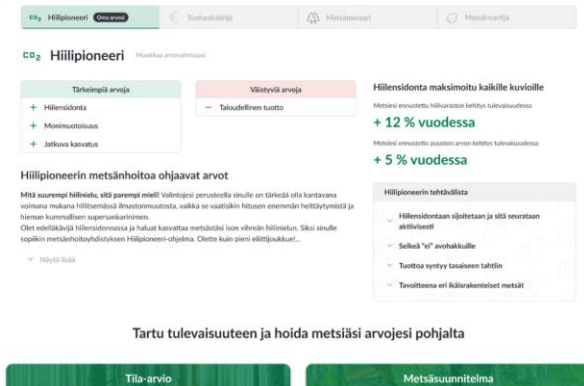 CO2 Hiilipioneeri Oma arvosi € Tuohenkäärijä Metsämestari Metsänvartija
CO2 Hiilipioneeri Muokkaa arvovalintojasi
Tärkeimpiä arvoja
+ Hiilensidonta
+ Monimuotoisuus
+ Jatkuva kasvatus
Väistyviä arvoja
− Taloudellinen tuotto
Hiilipioneerin metsänhoitoa ohjaavat arvot
Mitä suurempi hiilinielu, sitä parempi mieli! Valintojesi perusteella sinulle on tärkeää olla kantavana
voimana mukana hillitsemässä ilmastonmuutosta, vaikka se vaatisikin hitusen enemmän heittäytymistä ja
hieman kummallisen supersankarinimen.
Olet edelläkävijä hiilensidonnassa ja haluat kasvattaa metsästäsi ison vihreän hiilinielun. Siksi sinulle
sopiikin metsänhoitoyhdistyksen Hiilipioneeri-ohjelma. Olette kuin pieni eliittijoukkue!...
Näytä lisää
Hiilensidonta maksimoitu kaikille kuvioille
Metsiesi ennustettu hiilivaraston kehitys tulevaisuudessa
+ 12 % vuodessa
Metsiesi ennustettu puuston arvon kehitys tulevaisuudessa
+ 5 % vuodessa
Hiilipioneerin tehtävälista
Hiilensidontaan sijoitetaan ja sitä seurataan
aktiivisesti
Selkeä "ei" avohakkuille
Tuottoa syntyy tasaiseen tahtiin
Tavoitteena eri ikäisrakenteiset metsät
Tartu tulevaisuuteen ja hoida metsiäsi arvojesi pohjalta
Tila-arvio
Metsäsuunnitelma